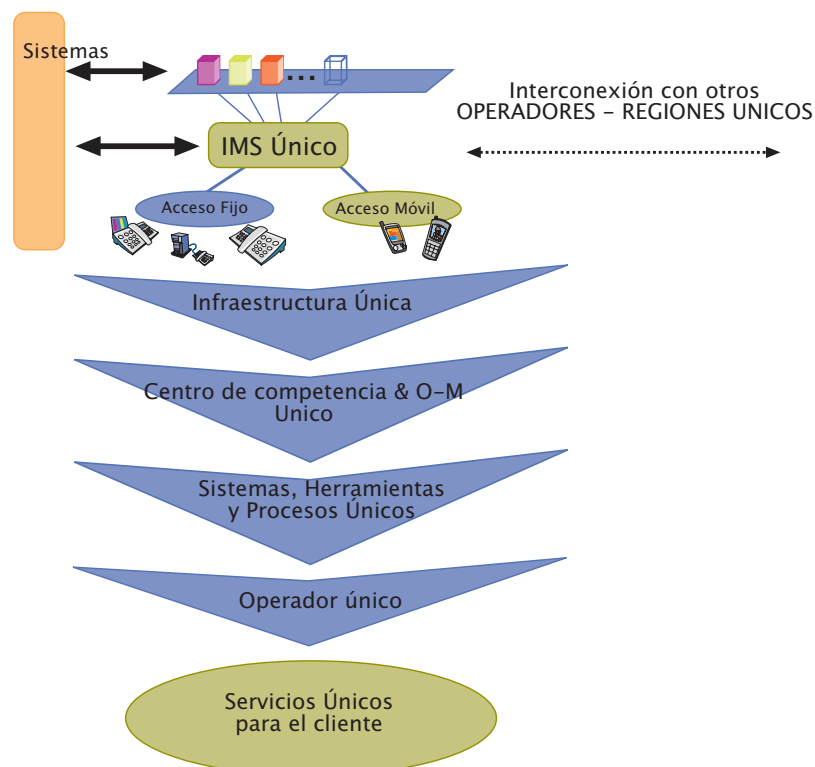 Sistemas
...
Interconexión con otros
OPERADORES – REGIONES UNICOS
IMS Único
Acceso Fijo
Acceso Móvil
Infraestructura Única
Centro de competencia & O–M
Unico
Sistemas, Herramientas
y Procesos Únicos
Operador único
Servicios Únicos
para el cliente